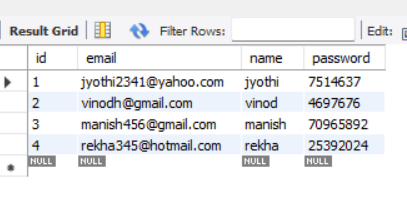 Result Grid Filter Rows: Edit:
id email name password
1 jyothi2341@yahoo.com jyothi 7514637
2 vinodh@gmail.com vinod 4697676
3 manish456@gmail.com manish 70965892
4 rekha345@hotmail.com rekha 25392024
NULL NULL NULL NULL